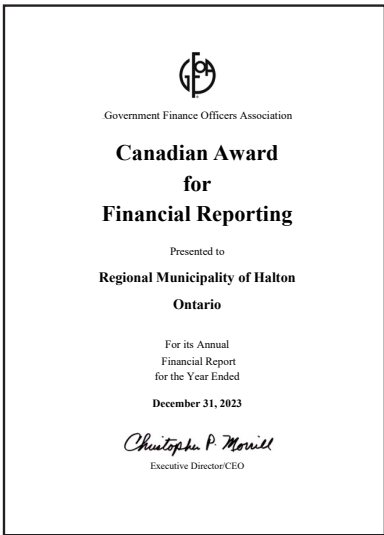 GFOA
Government Finance Officers Association
Canadian Award
for
Financial Reporting
Presented to
Regional Municipality of Halton
Ontario
For its Annual
Financial Report
for the Year Ended
December 31, 2023
Christopher P. Morrill
Executive Director/CEO